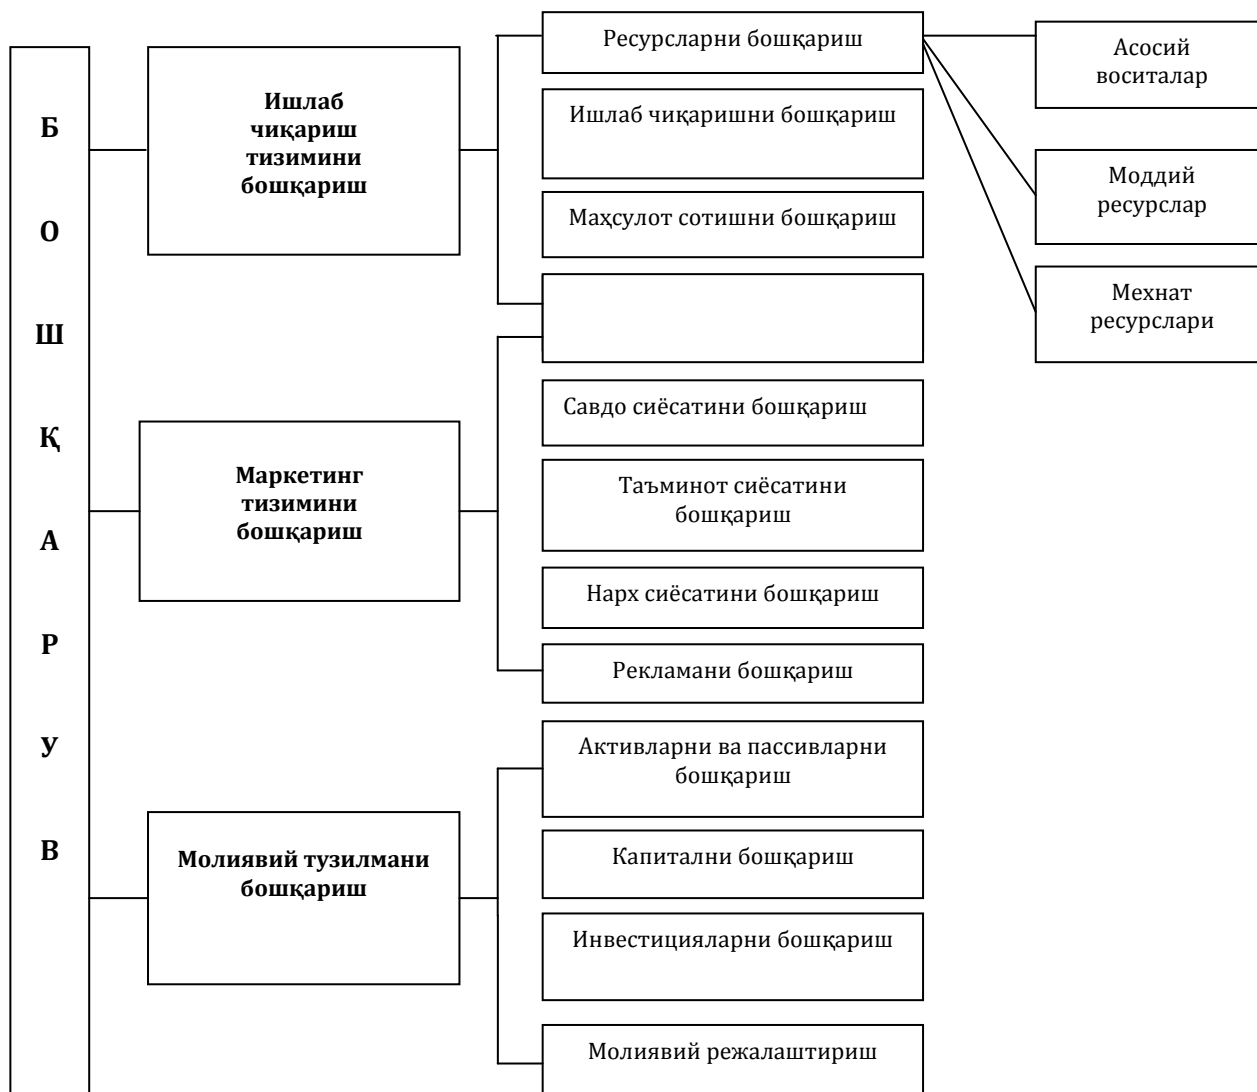 Б
О
Ш
Қ
А
Р
У
В
Ишлаб
чиқариш
тизимини
бошқариш
Маркетинг
тизимини
бошқариш
Молиявий тузилмани
бошқариш
Ресурсларни бошқариш
Ишлаб чиқаришни бошқариш
Маҳсулот сотишни бошқариш
Савдо сиёсатини бошқариш
Таъминот сиёсатини
бошқариш
Нарх сиёсатини бошқариш
Рекламани бошқариш
Активларни ва пассивларни
бошқариш
Капитални бошқариш
Инвестицияларни бошқариш
Молиявий режалаштириш
Асосий
воситалар
Моддий
ресурслар
Мехнат
ресурслари